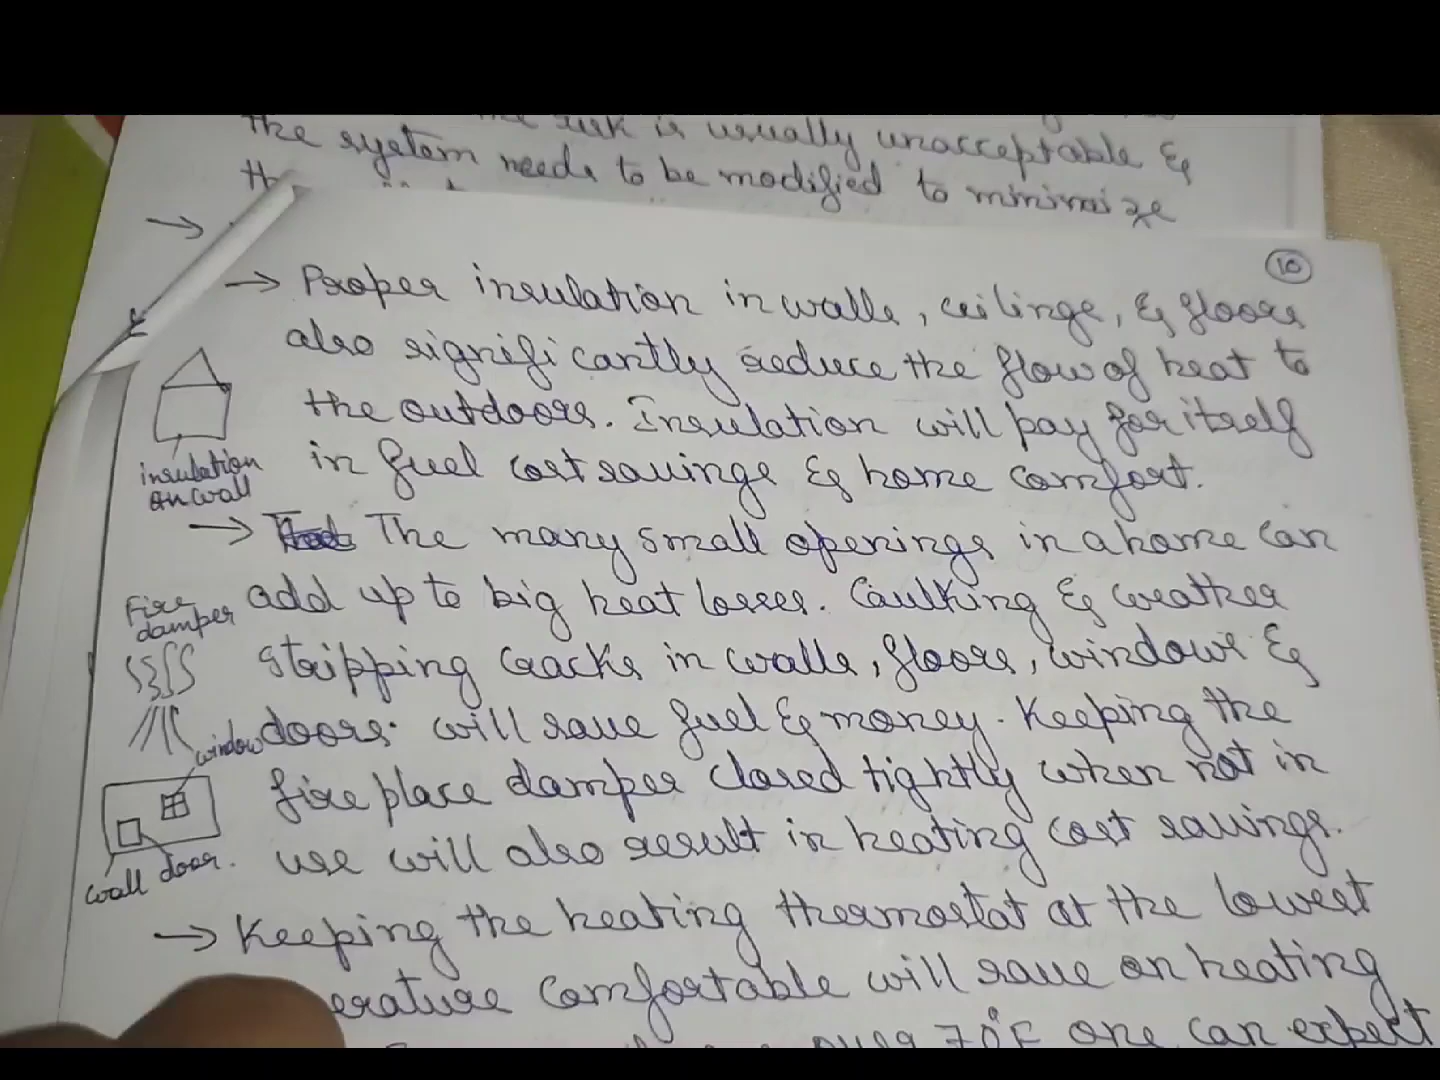 the risk is usually unacceptable &
the system needs to be modified to minimize
→
10
→ Proper insulation in walls, ceilings, & floors
also significantly reduce the flow of heat to
the outdoors. Insulation will pay for itself
in fuel cost savings & home comfort.
insulation
on wall
→ The many small openings in a home can
add up to big heat losses. Caulking & weather
stripping cracks in walls, floors, windows &
doors. will save fuel & money. Keeping the
fire place damper closed tightly when not in
use will also result in heating cost savings.
Fire
damper
window
wall door.
→ Keeping the heating thermostat at the lowest
erature comfortable will save on heating
over 70°F one can expect